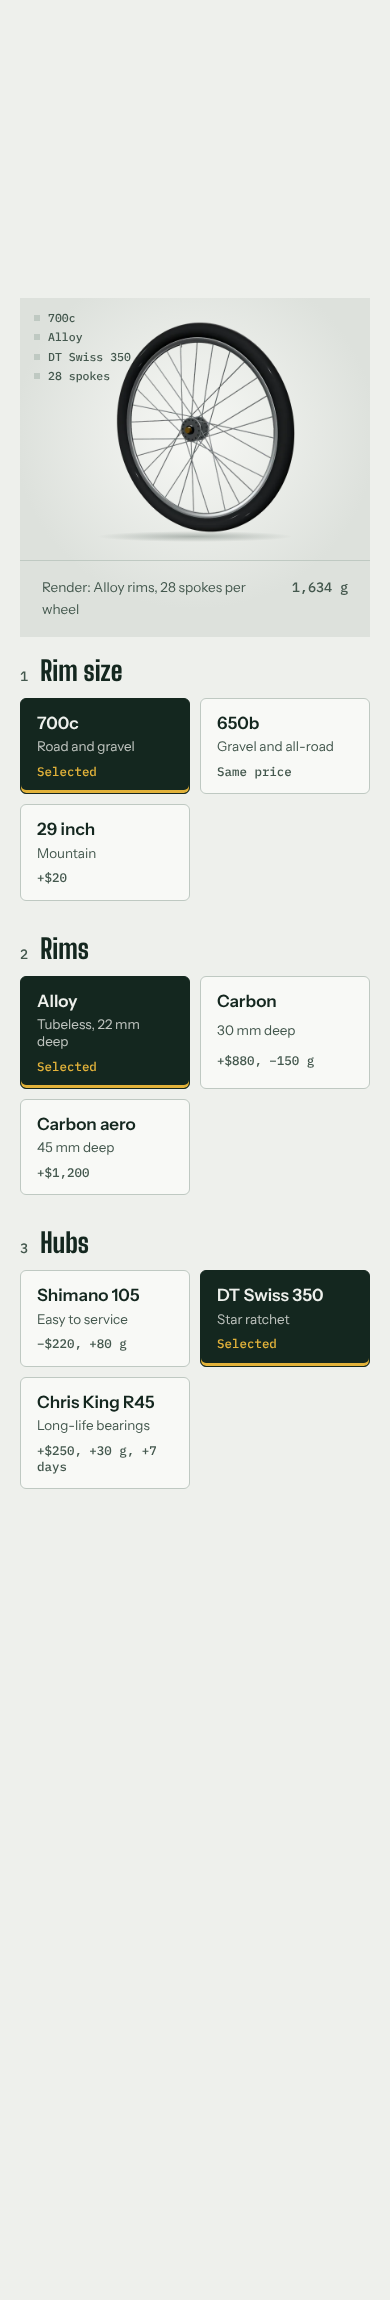 700c
Alloy
DT Swiss 350
28 spokes
Render: Alloy rims, 28 spokes per
wheel
1,634 g
1 Rim size
700c
Road and gravel
Selected
650b
Gravel and all-road
Same price
29 inch
Mountain
+$20
2 Rims
Alloy
Tubeless, 22 mm
deep
Selected
Carbon
30 mm deep
+$880, −150 g
Carbon aero
45 mm deep
+$1,200
3 Hubs
Shimano 105
Easy to service
−$220, +80 g
DT Swiss 350
Star ratchet
Selected
Chris King R45
Long-life bearings
+$250, +30 g, +7
days